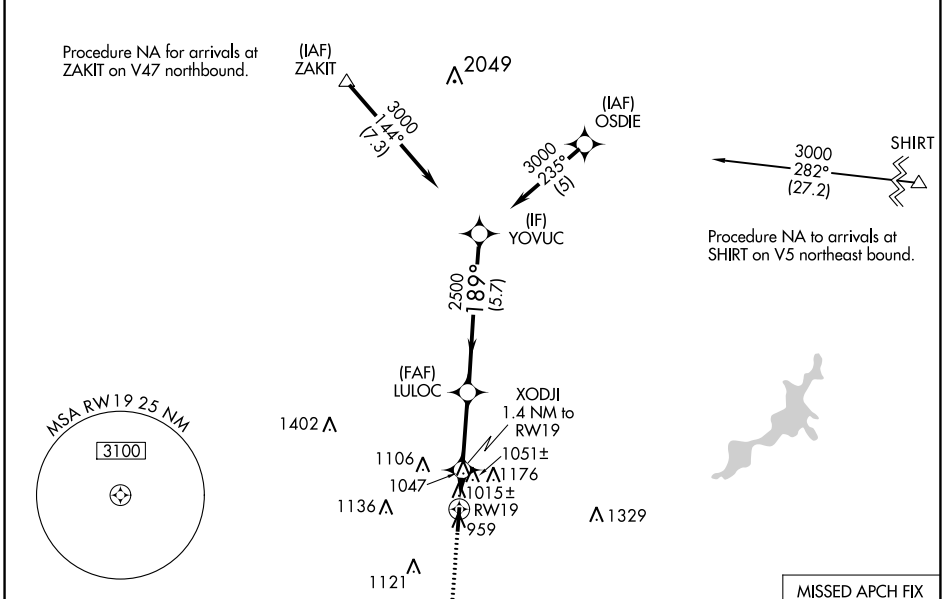 Procedure NA for arrivals at
ZAKIT on V47 northbound.
(IAF)
ZAKIT
2049
3000
144°
(7.3)
(IAF)
OSDIE
3000
235°
(5)
SHIRT
3000
282°
(27.2)
Procedure NA to arrivals at
SHIRT on V5 northeast bound.
(IF)
YOVUC
2500
189°
(5.7)
(FAF)
LULOC
XODJI
1.4 NM to
RW19
MSA RW19 25 NM
3100
1402
1106
1047
1051±
1176
1015±
RW19
1136
959
1329
1121
MISSED APCH FIX